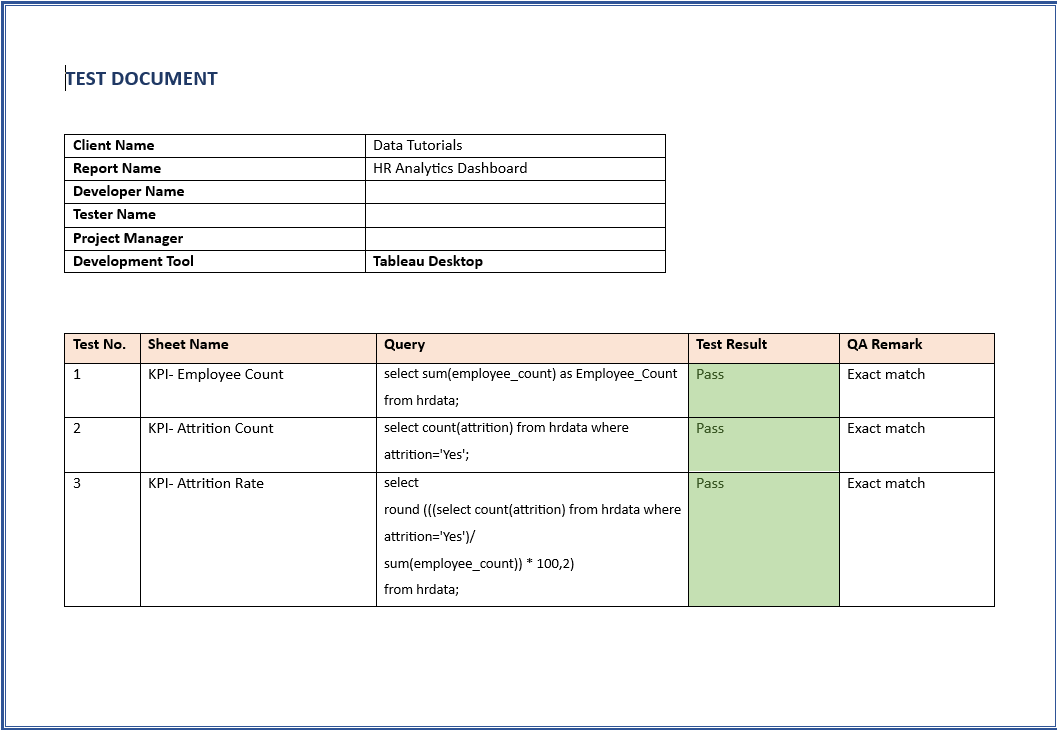 TEST DOCUMENT
Client Name Data Tutorials
Report Name HR Analytics Dashboard
Developer Name
Tester Name
Project Manager
Development Tool Tableau Desktop
Test No. Sheet Name Query Test Result QA Remark
1 KPI- Employee Count select sum(employee_count) as Employee_Count Pass Exact match
from hrdata;
2 KPI- Attrition Count select count(attrition) from hrdata where Pass Exact match
attrition='Yes';
3 KPI- Attrition Rate select Pass Exact match
round (((select count(attrition) from hrdata where
attrition='Yes')/
sum(employee_count)) * 100,2)
from hrdata;